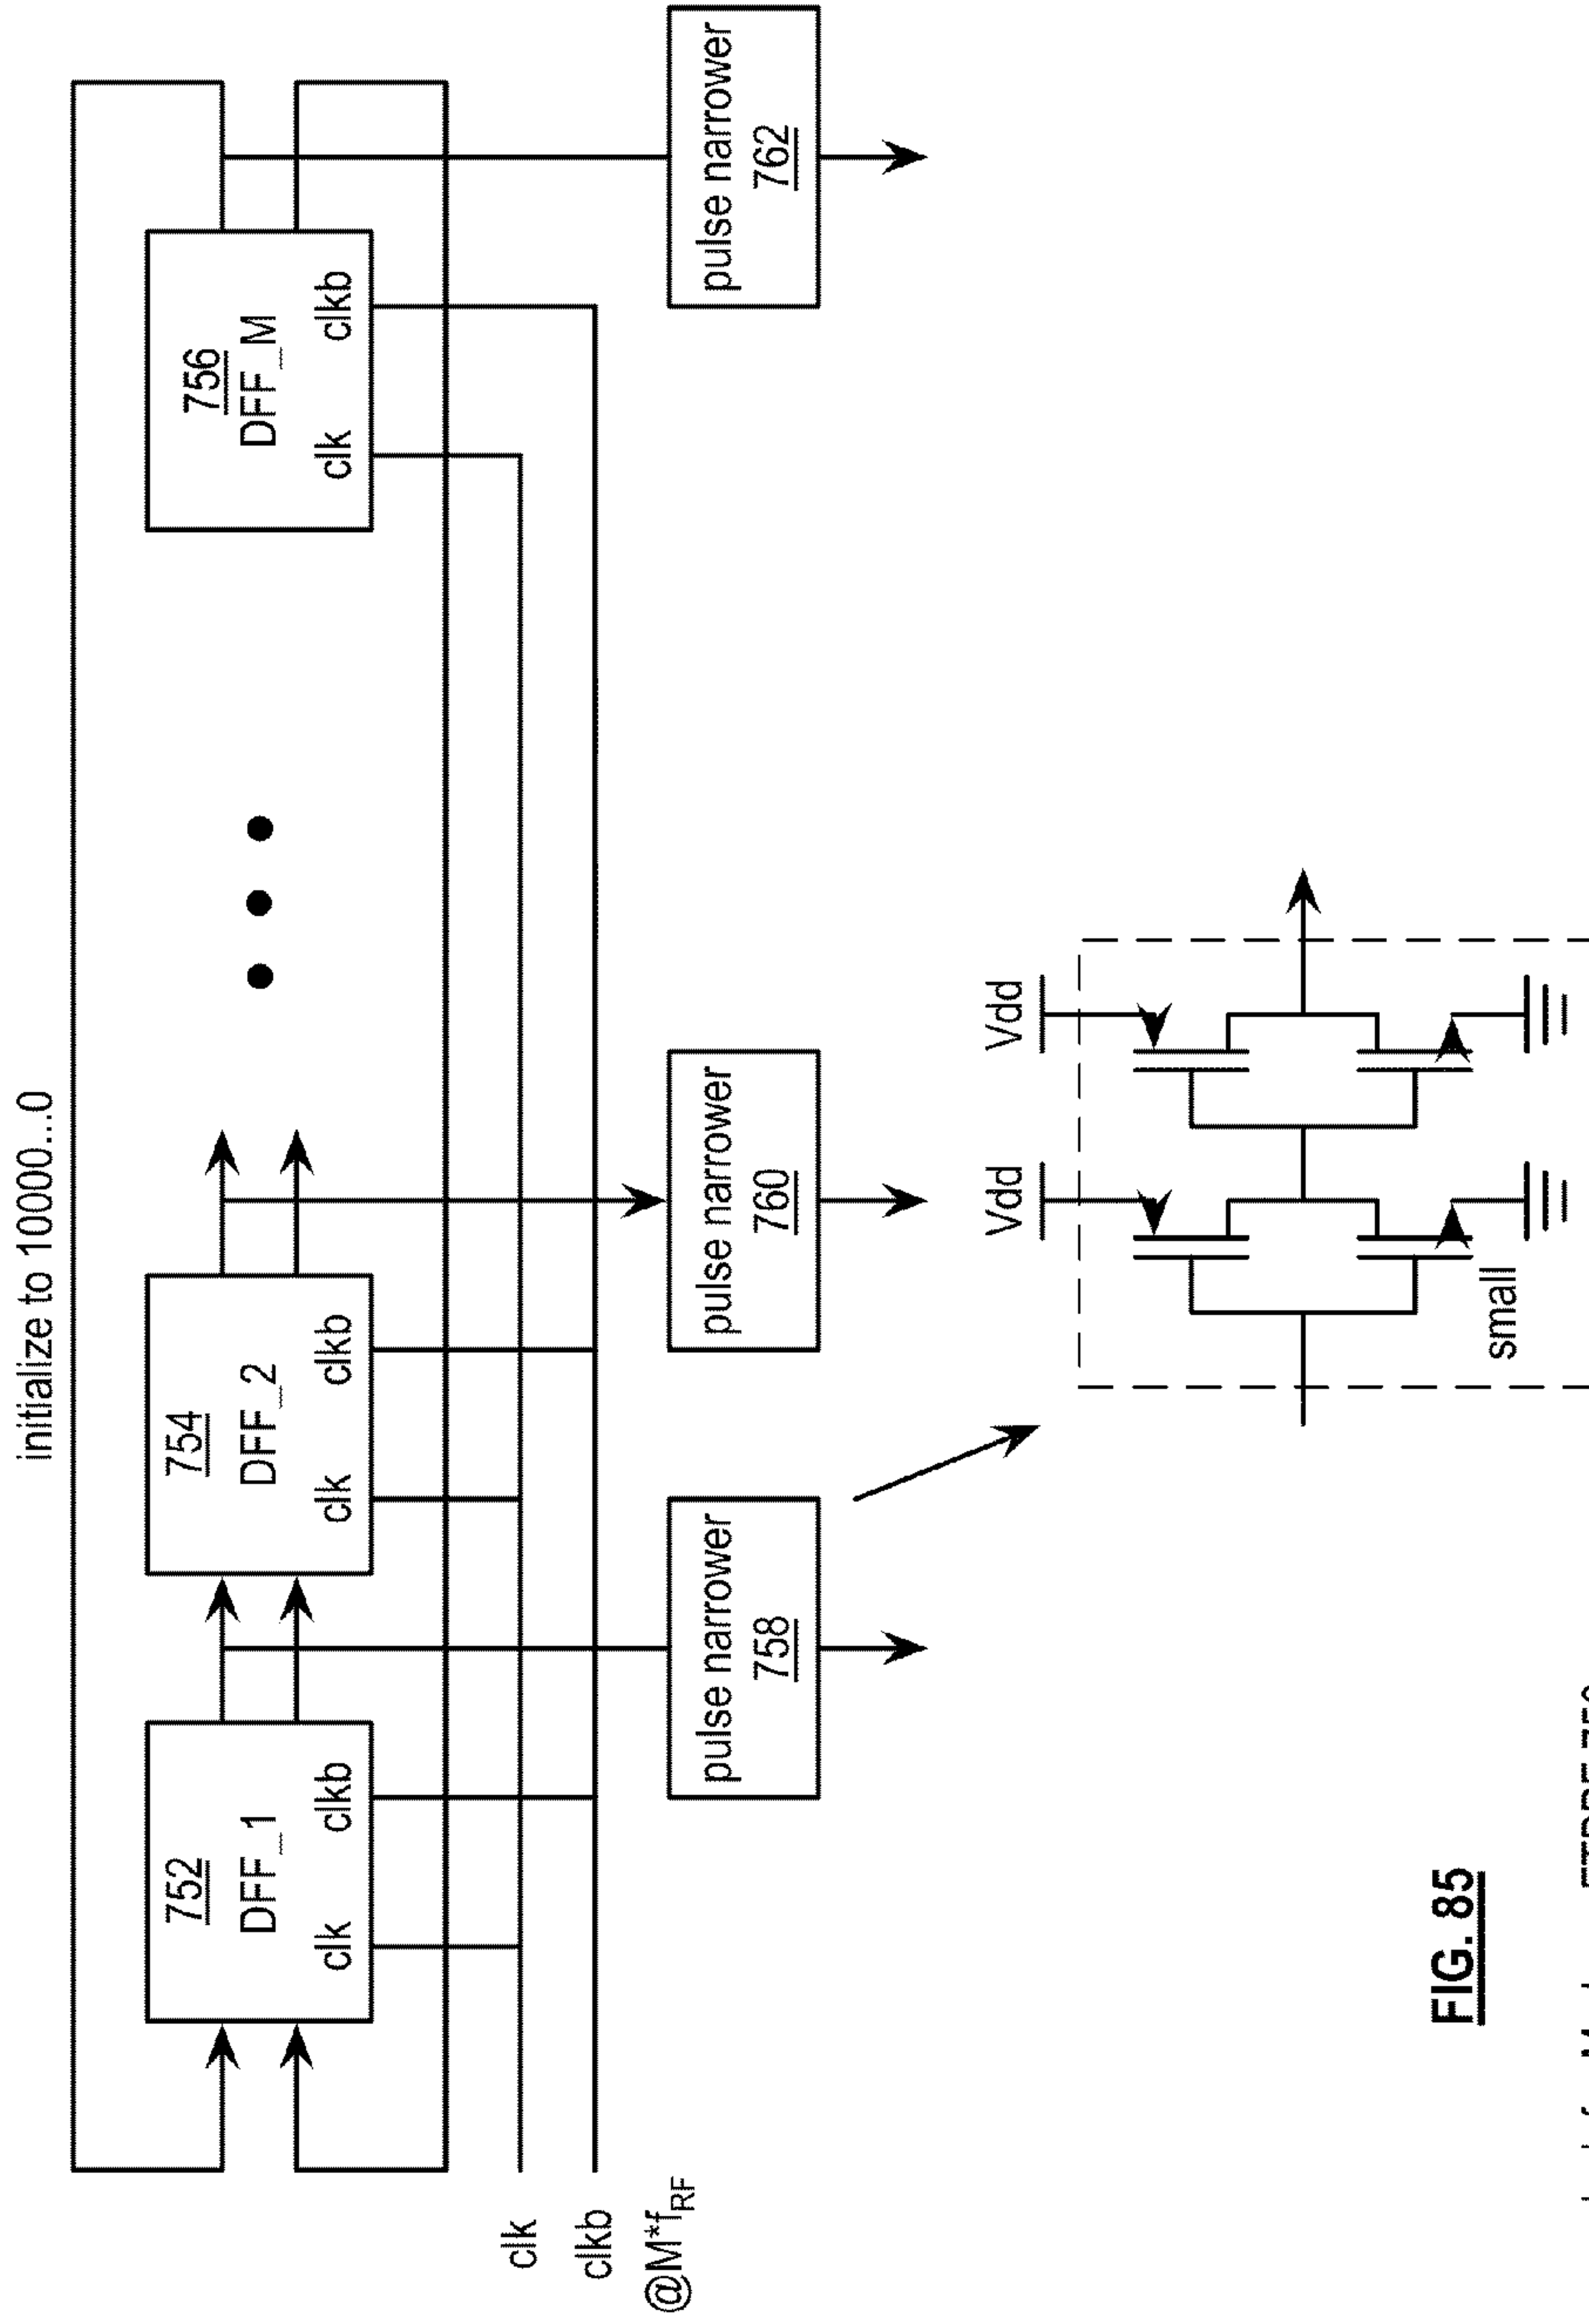 initialize to 10000...0
752
DFF_1
clk
clkb
754
DFF_2
clk
clkb
756
DFF_M
clk
clkb
clk
clkb
@M*fRF
pulse narrower
758
pulse narrower
760
pulse narrower
762
Vdd
Vdd
small
FIG. 85